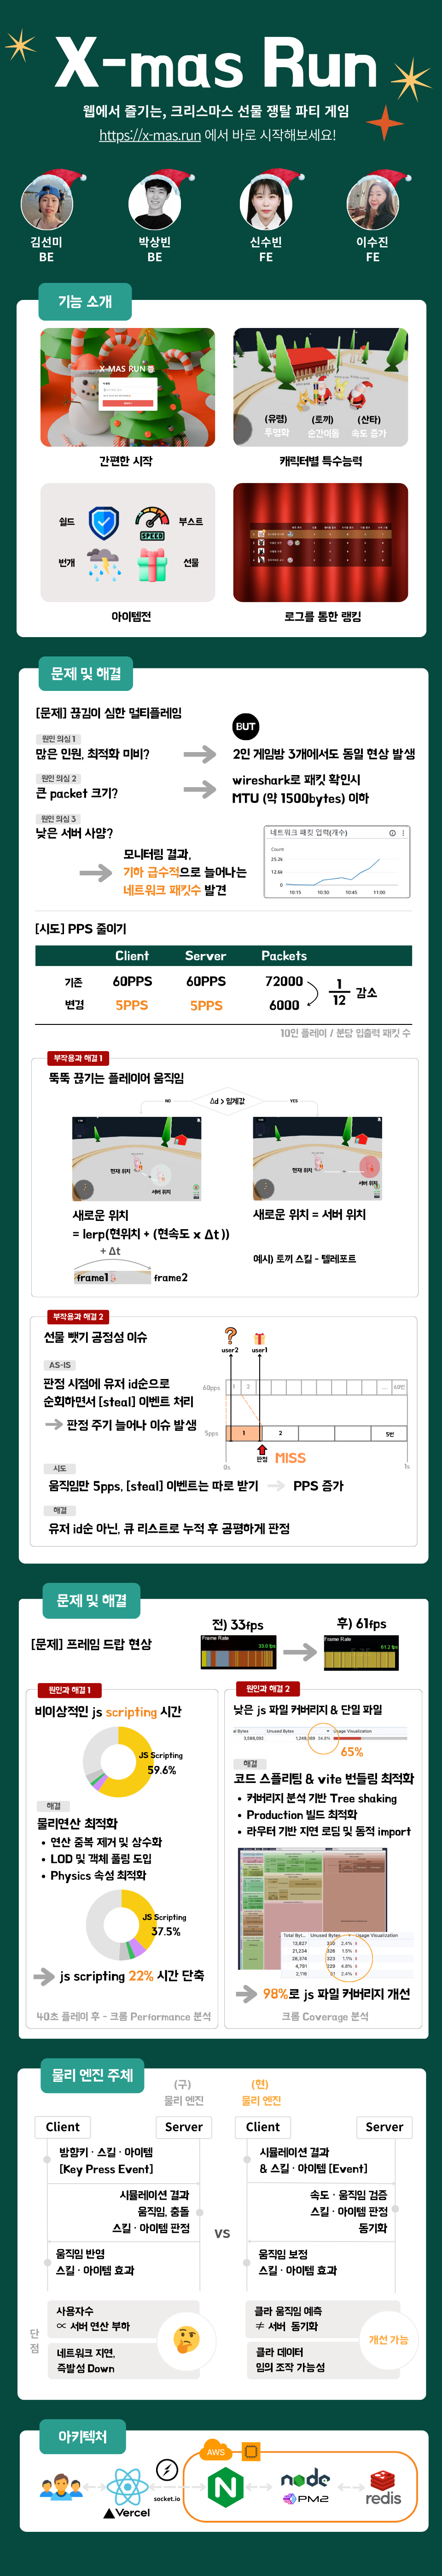 X-mas Run
웹에서 즐기는, 크리스마스 선물 쟁탈 파티 게임
https://x-mas.run 에서 바로 시작해보세요!
김선미
BE
박상빈
BE
신수빈
FE
이수진
FE
기능 소개
X-MAS RUN
간편한 시작
(유령)
투명화
(토끼)
순간이동
(산타)
속도 증가
캐릭터별 특수능력
쉴드
SPEED
부스트
번개
선물
아이템전
로그를 통한 랭킹
문제 및 해결
[문제] 끊김이 심한 멀티플레잉
BUT
원인 의심 1
많은 인원, 최적화 미비?
2인 게임방 3개에서도 동일 현상 발생
원인 의심 2
큰 packet 크기?
wireshark로 패킷 확인시
MTU (약 1500bytes) 이하
원인 의심 3
낮은 서버 사양?
모니터링 결과,
기하 급수적으로 늘어나는
네트워크 패킷수 발견
네트워크 패킷 입력(개수)
Count
25.2k
12.6k
0
10:15
10:30
10:45
11:00
[시도] PPS 줄이기
Client
Server
Packets
기존
60PPS
60PPS
72000
변경
5PPS
5PPS
6000
1
12
감소
10인 플레이 / 분담 입출력 패킷 수
부작용과 해결 1
뚝뚝 끊기는 플레이어 움직임
NO
Δd > 임계값
YES
현재 위치
서버 위치
현재 위치
서버 위치
새로운 위치
= lerp(현위치 + (현속도 x Δt))
새로운 위치 = 서버 위치
+ Δt
frame1
frame2
예시) 토끼 스킬 - 텔레포트
부작용과 해결 2
선물 뺏기 공정성 이슈
user2
user1
AS-IS
판정 시점에 유저 id순으로
순회하면서 [steal] 이벤트 처리
판정 주기 늘어나 이슈 발생
60pps
1
2
...
60번
5pps
1
2
5번
판정
MISS
0s
1s
시도
움직임만 5pps, [steal] 이벤트는 따로 받기
PPS 증가
해결
유저 id순 아닌, 큐 리스트로 누적 후 공평하게 판정
문제 및 해결
[문제] 프레임 드랍 현상
전) 33fps
Frame Rate
후) 61fps
Frame Rate
원인과 해결 1
비이상적인 js scripting 시간
JS Scripting
59.6%
해결
물리연산 최적화
• 연산 중복 제거 및 상수화
• LOD 및 객체 풀링 도입
• Physics 속성 최적화
JS Scripting
37.5%
js scripting 22% 시간 단축
40초 플레이 후 - 크롬 Performance 분석
원인과 해결 2
낮은 js 파일 커버리지 & 단일 파일
Unused Bytes
Usage Visualization
65%
해결
코드 스플리팅 & vite 번들링 최적화
• 커버리지 분석 기반 Tree shaking
• Production 빌드 최적화
• 라우터 기반 지연 로딩 및 동적 import
Total Byt...
Unused Bytes
Usage Visualization
13,827
330
2.4%
21,234
326
1.5%
28,374
309
1.1%
4,791
229
4.8%
2,116
51
2.4%
98%로 js 파일 커버리지 개선
크롬 Coverage 분석
물리 엔진 주체
(구)
물리 엔진
(현)
물리 엔진
Client
Server
Client
Server
방향키 · 스킬 · 아이템
[Key Press Event]
시뮬레이션 결과
움직임, 충돌
스킬 · 아이템 판정
움직임 반영
스킬 · 아이템 효과
VS
시뮬레이션 결과
& 스킬 · 아이템 [Event]
속도 · 움직임 검증
스킬 · 아이템 판정
동기화
움직임 보정
스킬 · 아이템 효과
단
점
사용자수
∝ 서버 연산 부하
네트워크 지연,
즉발성 Down
클라 움직임 예측
≠ 서버 동기화
클라 데이터
임의 조작 가능성
개선 가능
아키텍처
AWS
Vercel
socket.io
N
node
PM2
redis